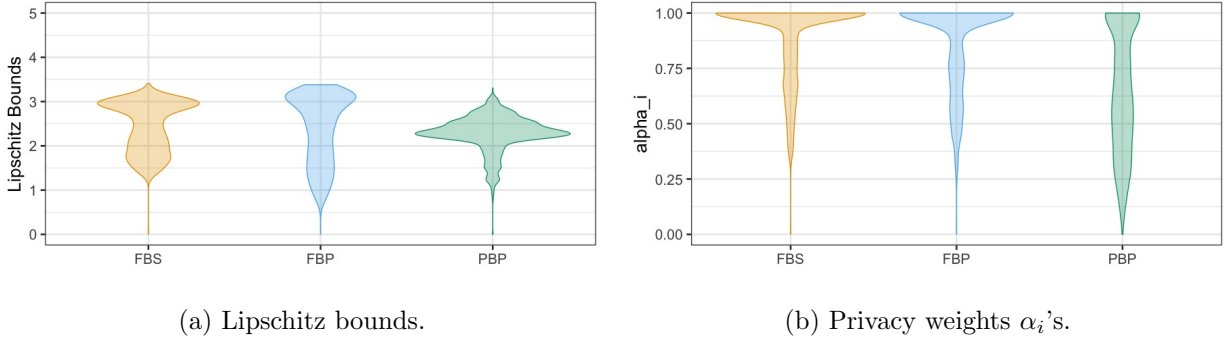 Lipschitz Bounds
5
4
3
2
1
0
FBS FBP PBP
(a) Lipschitz bounds.
alpha_i
1.00
0.75
0.50
0.25
0.00
FBS FBP PBP
(b) Privacy weights αᵢ's.